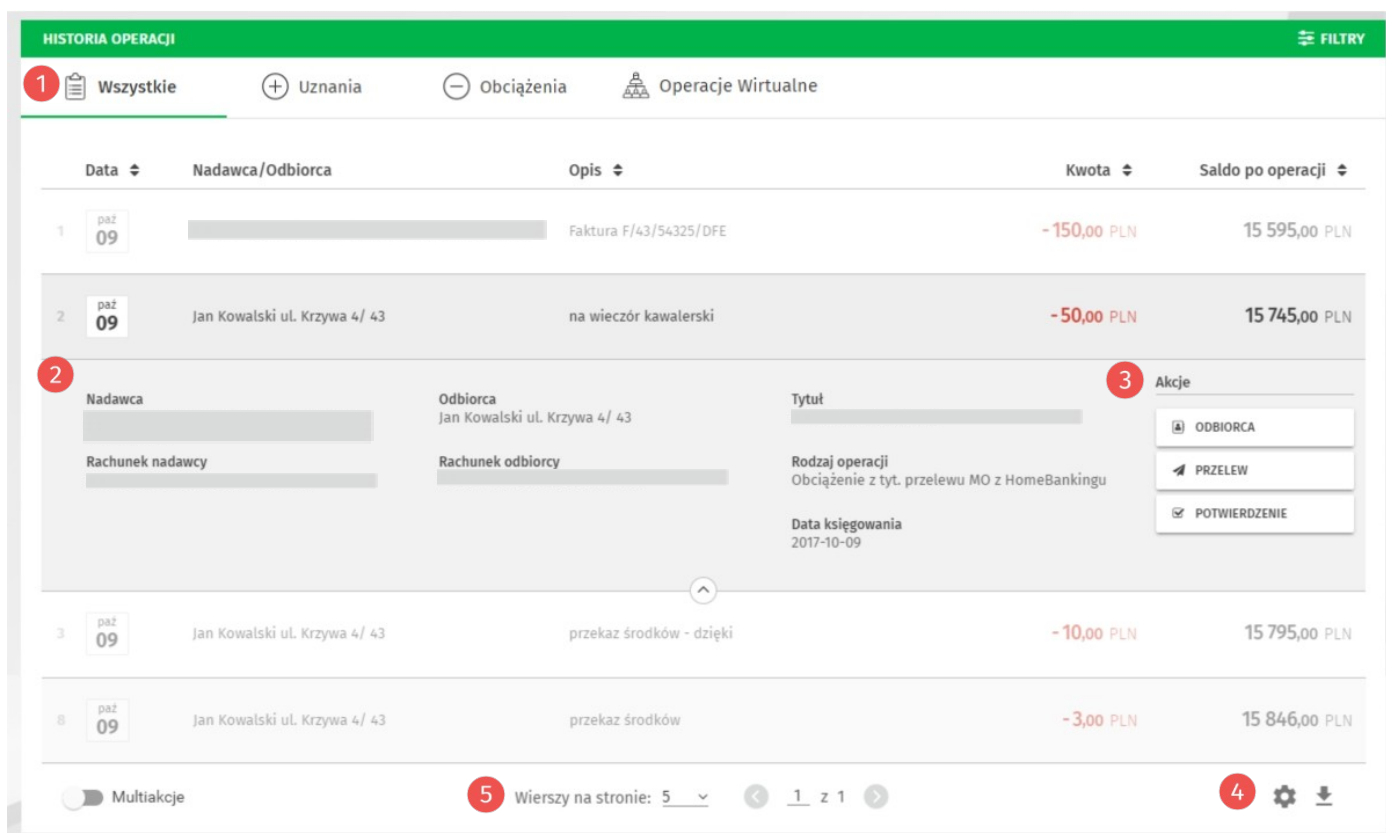 HISTORIA OPERACJI FILTRY
1 Wszystkie Uznania Obciążenia Operacje Wirtualne
Data Nadawca/Odbiorca Opis Kwota Saldo po operacji
1 paź 09 Faktura F/43/54325/DFE -150,00 PLN 15 595,00 PLN
2 paź 09 Jan Kowalski ul. Krzywa 4/ 43 na wieczór kawalerski -50,00 PLN 15 745,00 PLN
2
3 Akcje
Nadawca Odbiorca Tytuł
Jan Kowalski ul. Krzywa 4/ 43
ODBIORCA
Rachunek nadawcy Rachunek odbiorcy Rodzaj operacji
Obciążenie z tyt. przelewu MO z HomeBankingu
PRZELEW
POTWIERDZENIE
Data księgowania
2017-10-09
3 paź 09 Jan Kowalski ul. Krzywa 4/ 43 przekaz środków - dzięki -10,00 PLN 15 795,00 PLN
8 paź 09 Jan Kowalski ul. Krzywa 4/ 43 przekaz środków -3,00 PLN 15 846,00 PLN
Multiakcje 5 Wierszy na stronie: 5 1 z 1 4